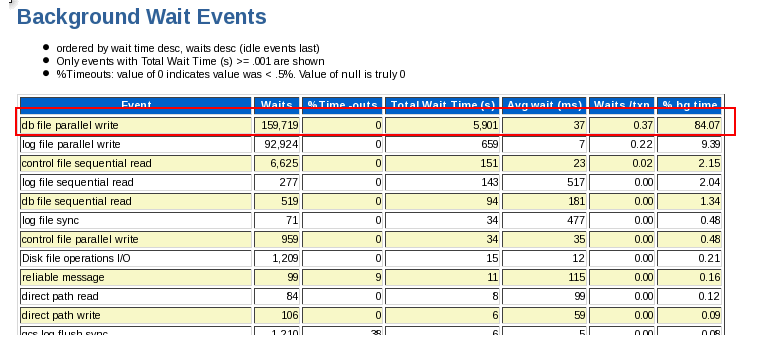 Background Wait Events
ordered by wait time desc, waits desc (idle events last)
Only events with Total Wait Time (s) >= .001 are shown
%Timeouts: value of 0 indicates value was < .5%. Value of null is truly 0
Event Waits %Time -outs Total Wait Time (s) Avg wait (ms) Waits /txn % bg time
db file parallel write 159,719 0 5,901 37 0.37 84.07
log file parallel write 92,924 0 659 7 0.22 9.39
control file sequential read 6,625 0 151 23 0.02 2.15
log file sequential read 277 0 143 517 0.00 2.04
db file sequential read 519 0 94 181 0.00 1.34
log file sync 71 0 34 477 0.00 0.48
control file parallel write 959 0 34 35 0.00 0.48
Disk file operations I/O 1,209 0 15 12 0.00 0.21
reliable message 99 9 11 115 0.00 0.16
direct path read 84 0 8 99 0.00 0.12
direct path write 106 0 6 59 0.00 0.09
gcs log flush sync 1,210 38 6 5 0.00 0.08